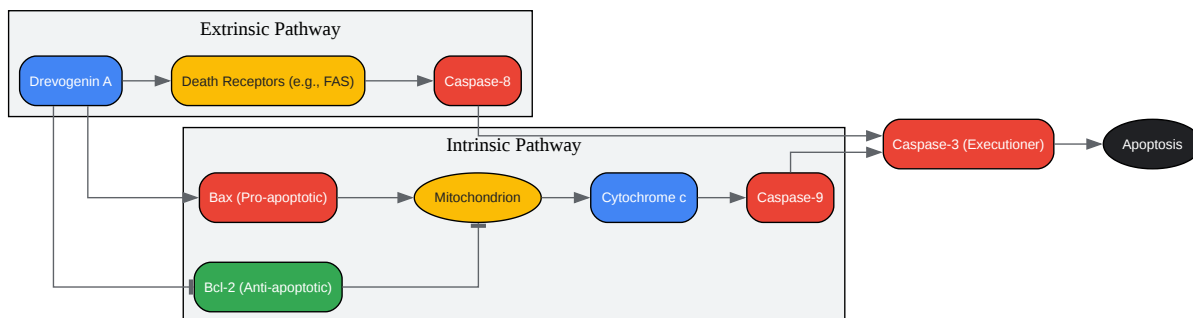 Extrinsic Pathway
Drevogenin A
Death Receptors (e.g., FAS)
Caspase-8
Caspase-3 (Executioner)
Apoptosis
Intrinsic Pathway
Bax (Pro-apoptotic)
Mitochondrion
Cytochrome c
Caspase-9
Bcl-2 (Anti-apoptotic)